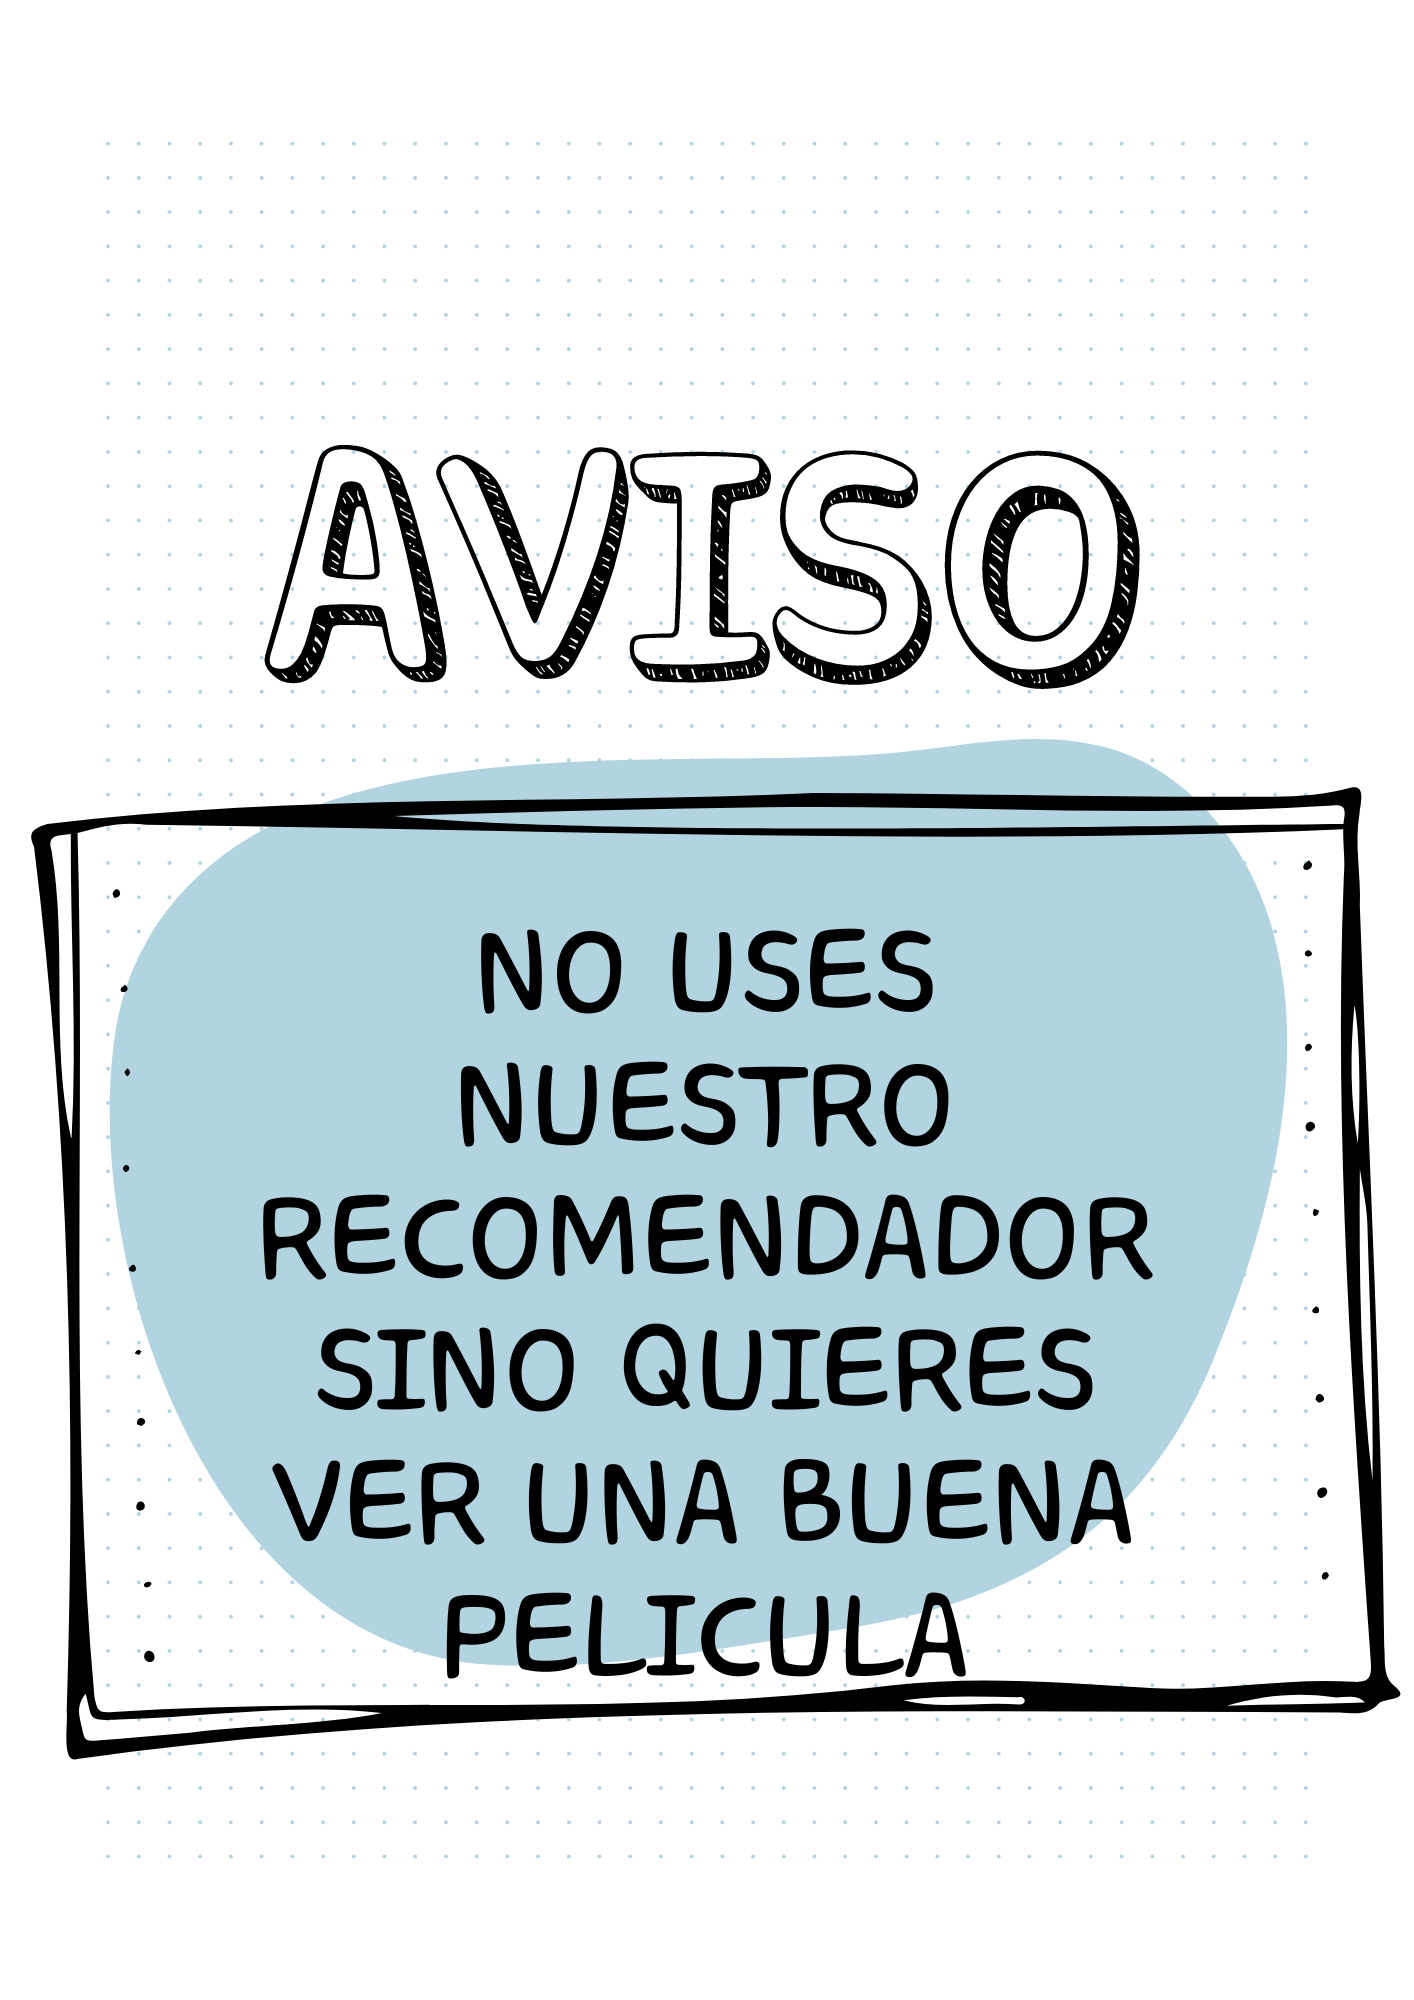 AVISO
NO USES
NUESTRO
RECOMENDADOR
SINO QUIERES
VER UNA BUENA
PELICULA